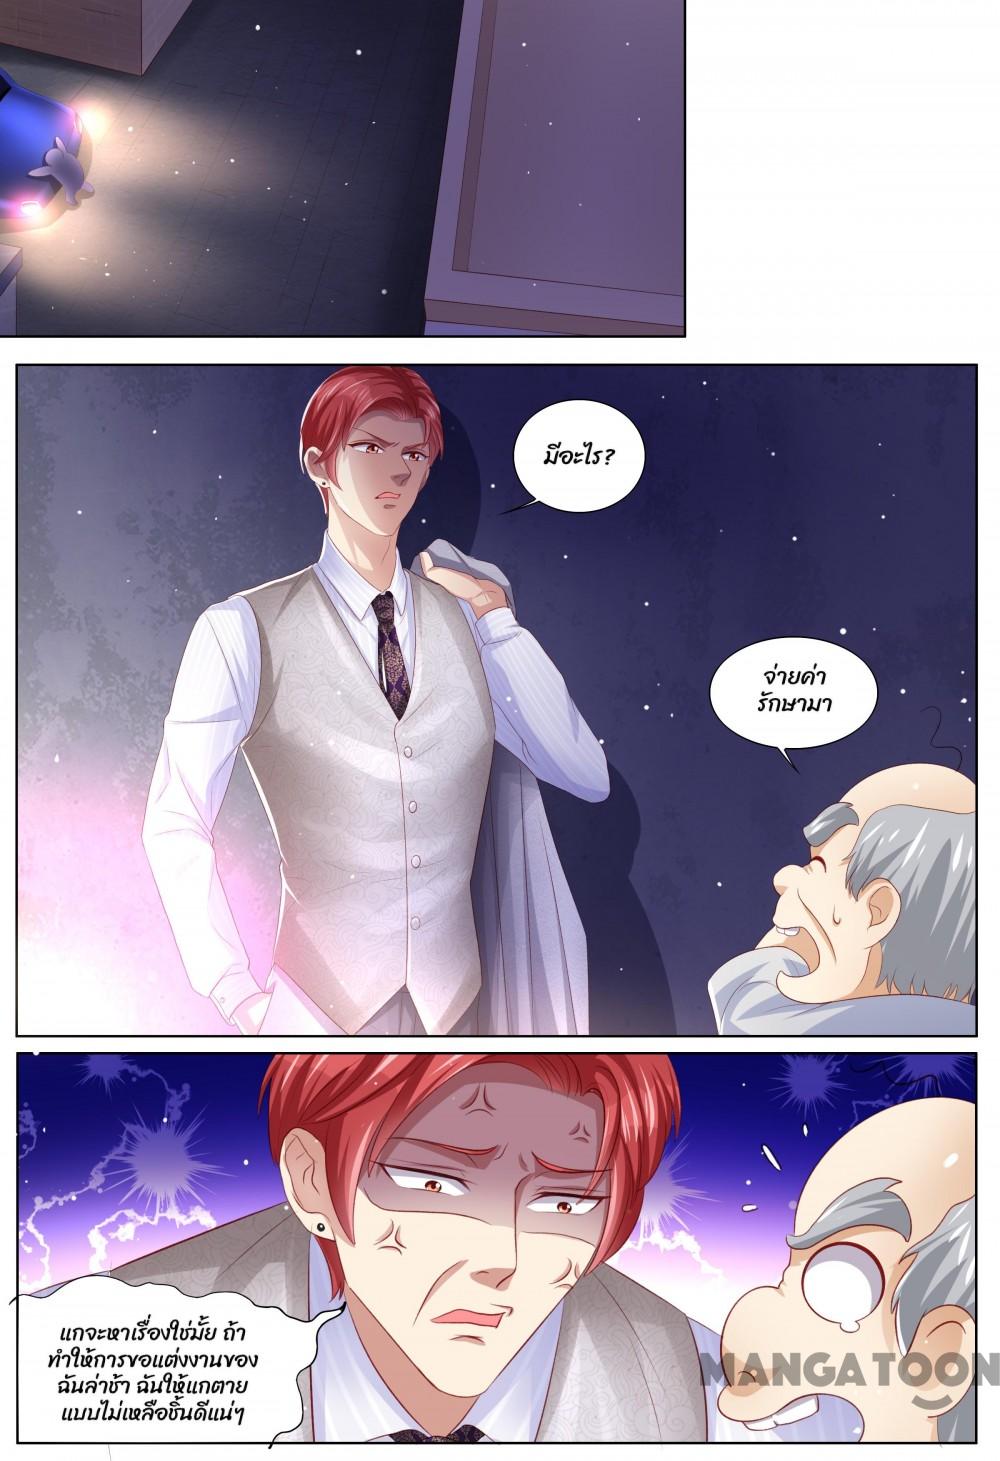 มีอะไร?
จ่ายค่า
รักษามา
แกจะหาเรื่องใช่มั้ย ถ้า
ทำให้การขอแต่งงานของ
ฉันล่าช้า ฉันให้แกตาย
แบบไม่เหลือชิ้นดีแน่ๆ
MANGATOON